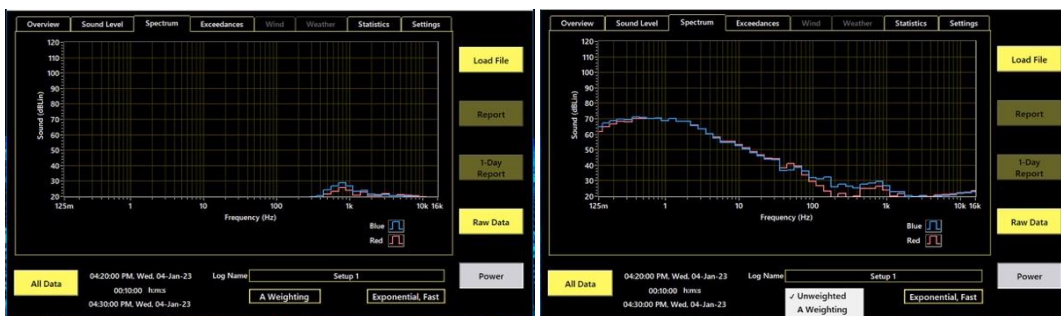 Overview Sound Level Spectrum Exceedances Wind Weather Statistics Settings
120
110
100
90
80
70
60
50
40
30
20
Sound (dBLin)
125m 1 10 100 1k 10k 16k
Frequency (Hz)
Blue
Red
Load File
Report
1-Day
Report
Raw Data
Power
All Data
04:20:00 PM, Wed, 04-Jan-23
00:10:00 h:m:s
04:30:00 PM, Wed, 04-Jan-23
Log Name Setup 1
A Weighting Exponential, Fast
Overview Sound Level Spectrum Exceedances Wind Weather Statistics Settings
120
110
100
90
80
70
60
50
40
30
20
Sound (dBLin)
125m 1 10 100 1k 10k 16k
Frequency (Hz)
Blue
Red
Load File
Report
1-Day
Report
Raw Data
Power
All Data
04:20:00 PM, Wed, 04-Jan-23
00:10:00 h:m:s
04:30:00 PM, Wed, 04-Jan-23
Log Name Setup 1
✓ Unweighted
A Weighting
Exponential, Fast